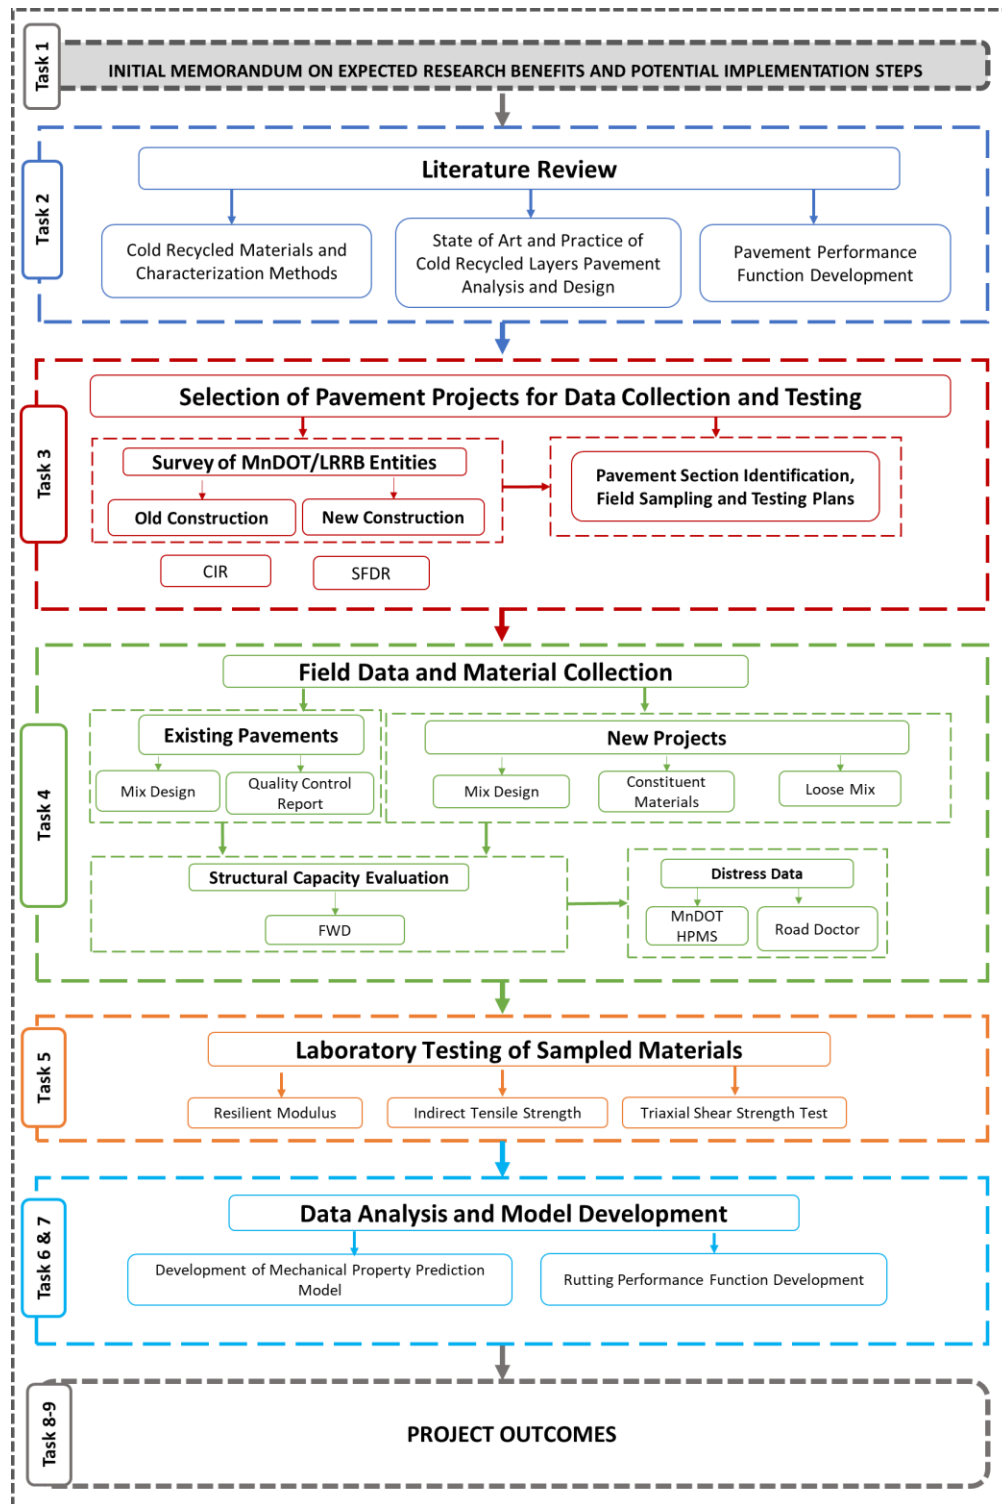 Task 1
INITIAL MEMORANDUM ON EXPECTED RESEARCH BENEFITS AND POTENTIAL IMPLEMENTATION STEPS
Task 2
Literature Review
Cold Recycled Materials and
Characterization Methods
State of Art and Practice of
Cold Recycled Layers Pavement
Analysis and Design
Pavement Performance
Function Development
Task 3
Selection of Pavement Projects for Data Collection and Testing
Survey of MnDOT/LRRB Entities
Old Construction
New Construction
Pavement Section Identification,
Field Sampling and Testing Plans
CIR
SFDR
Task 4
Field Data and Material Collection
Existing Pavements
Mix Design
Quality Control
Report
New Projects
Mix Design
Constituent
Materials
Loose Mix
Structural Capacity Evaluation
FWD
Distress Data
MnDOT
HPMS
Road Doctor
Task 5
Laboratory Testing of Sampled Materials
Resilient Modulus
Indirect Tensile Strength
Triaxial Shear Strength Test
Task 6 & 7
Data Analysis and Model Development
Development of Mechanical Property Prediction
Model
Rutting Performance Function Development
Task 8-9
PROJECT OUTCOMES